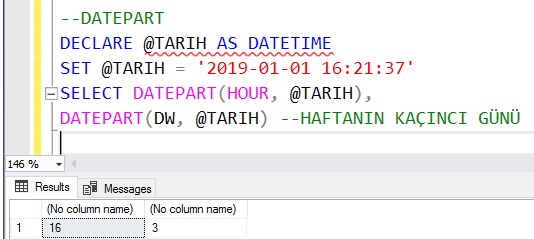 --DATEPART
DECLARE @TARIH AS DATETIME
SET @TARIH = '2019-01-01 16:21:37'
SELECT DATEPART(HOUR, @TARIH),
DATEPART(DW, @TARIH) --HAFTANIN KAÇINCI GÜNÜ
146 %
Results Messages
(No column name) (No column name)
1 16 3